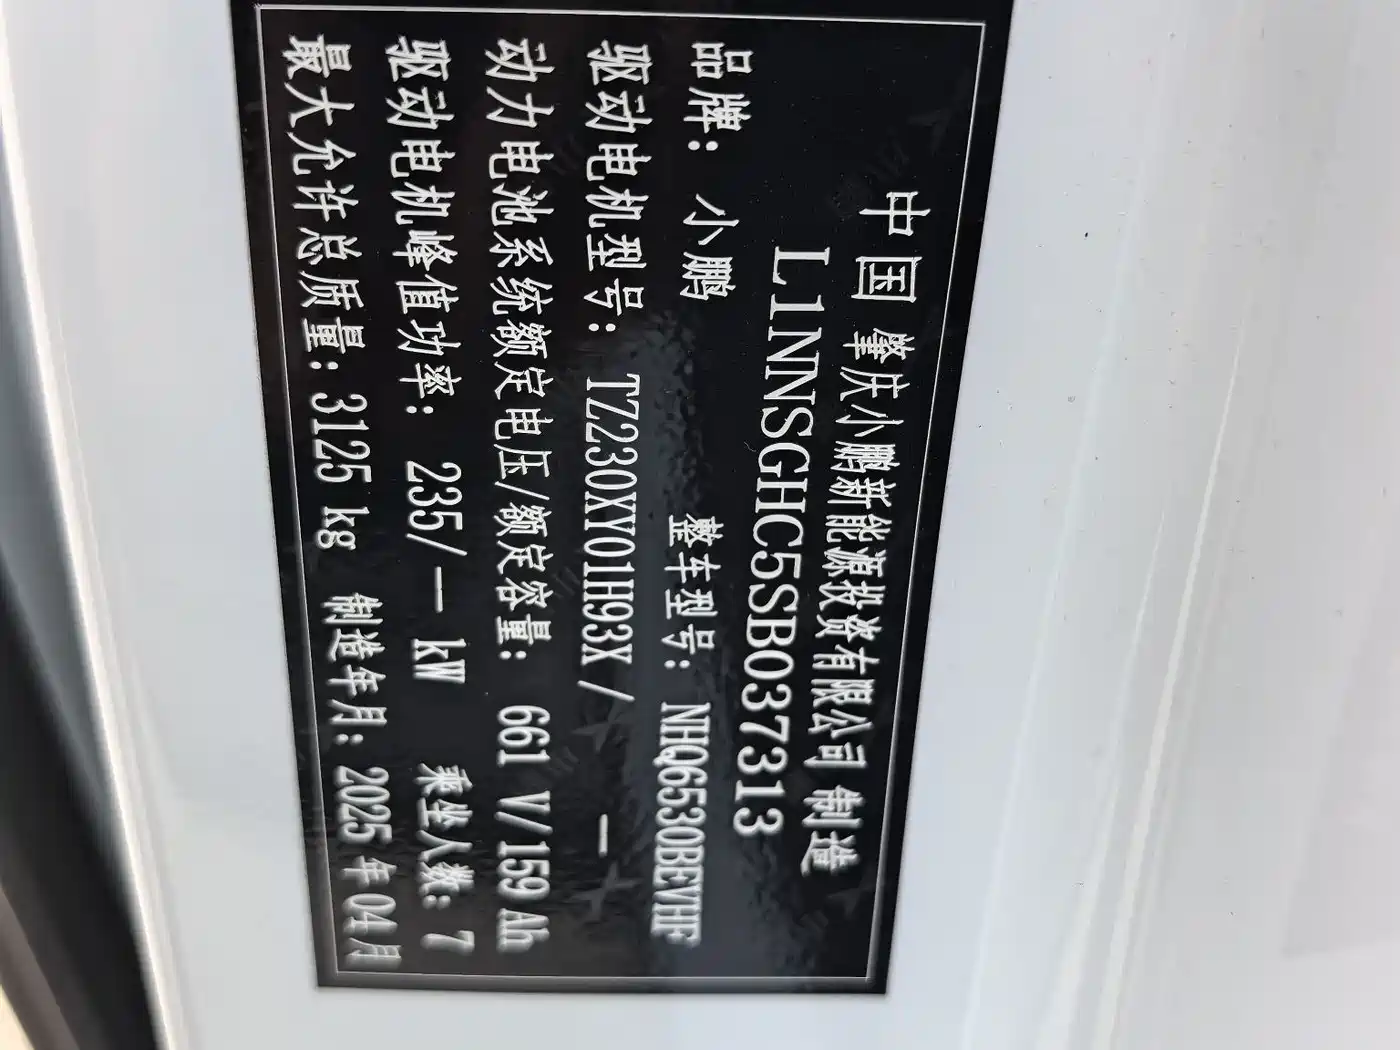 中国 肇庆小鹏新能源投资有限公司 制造
L1NNSGHC5SB037313
品牌：小鹏 整车型号：NHQ6530BEVHF
驱动电机型号：TZ230XY01H93X / —
动力电池系统额定电压/额定容量：661 V/159 Ah
驱动电机峰值功率：235/— kW 乘坐人数：7
最大允许总质量：3125 kg 制造年月：2025 年 04 月